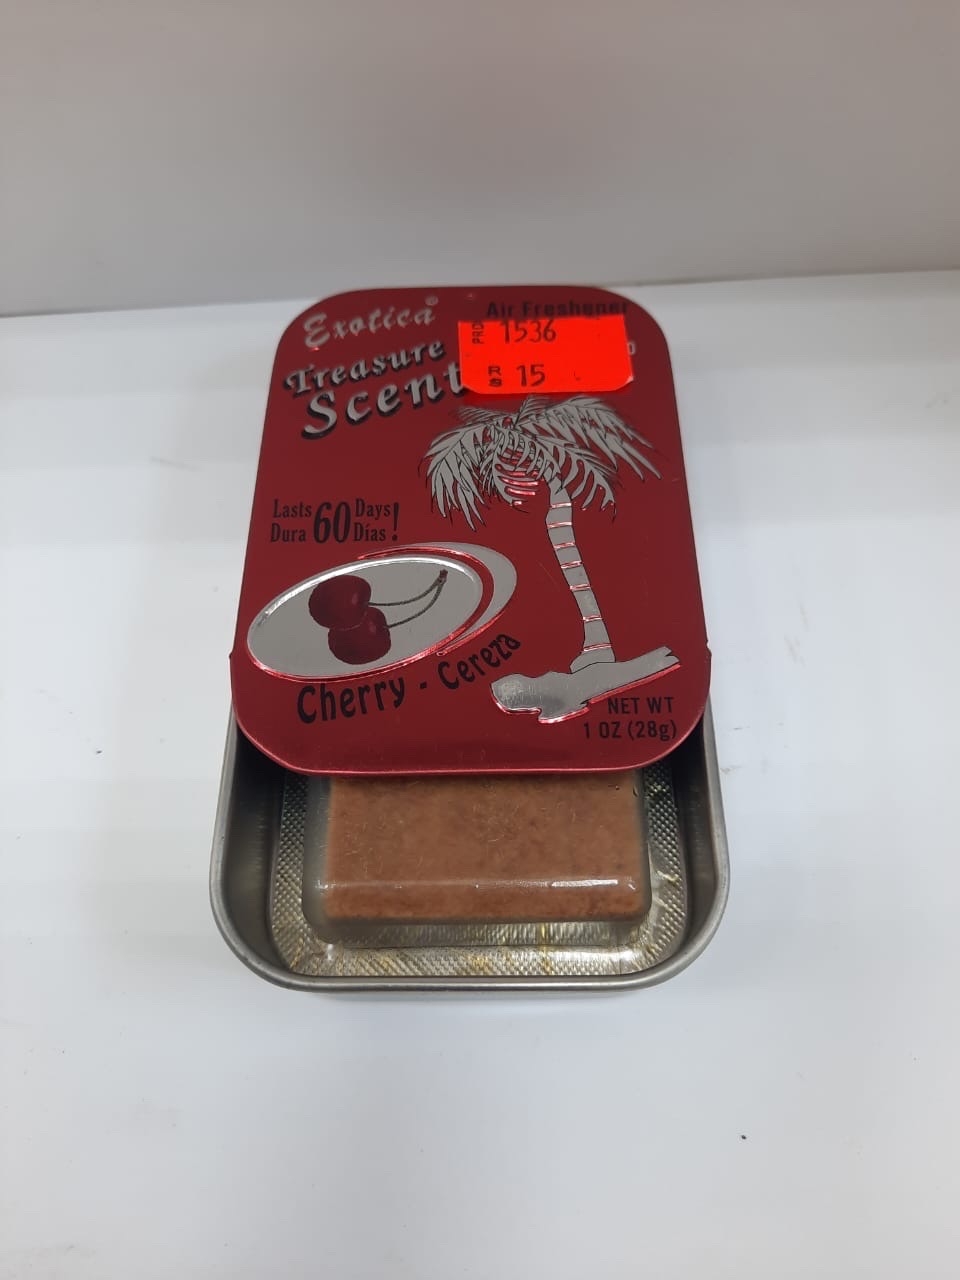 Exotica®
Air Freshener
Treasure
Scent
PRD 1536
RS 15
Lasts 60 Days!
Dura 60 Días!
Cherry - Cereza
NET WT
1 OZ (28g)